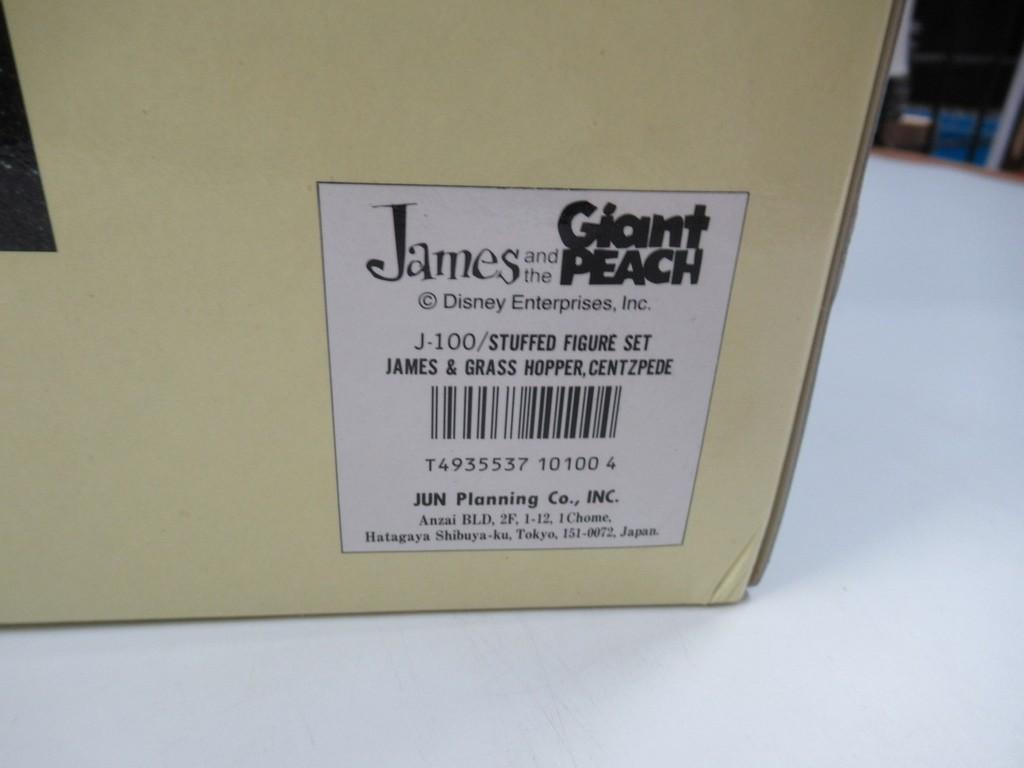 James and the Giant PEACH
© Disney Enterprises, Inc.
J-100/STUFFED FIGURE SET
JAMES & GRASS HOPPER, CENTZPEDE
T4935537 10100 4
JUN Planning Co., INC.
Anzai BLD, 2F, 1-12, 1Chome,
Hatagaya Shibuya-ku, Tokyo, 151-0072, Japan.